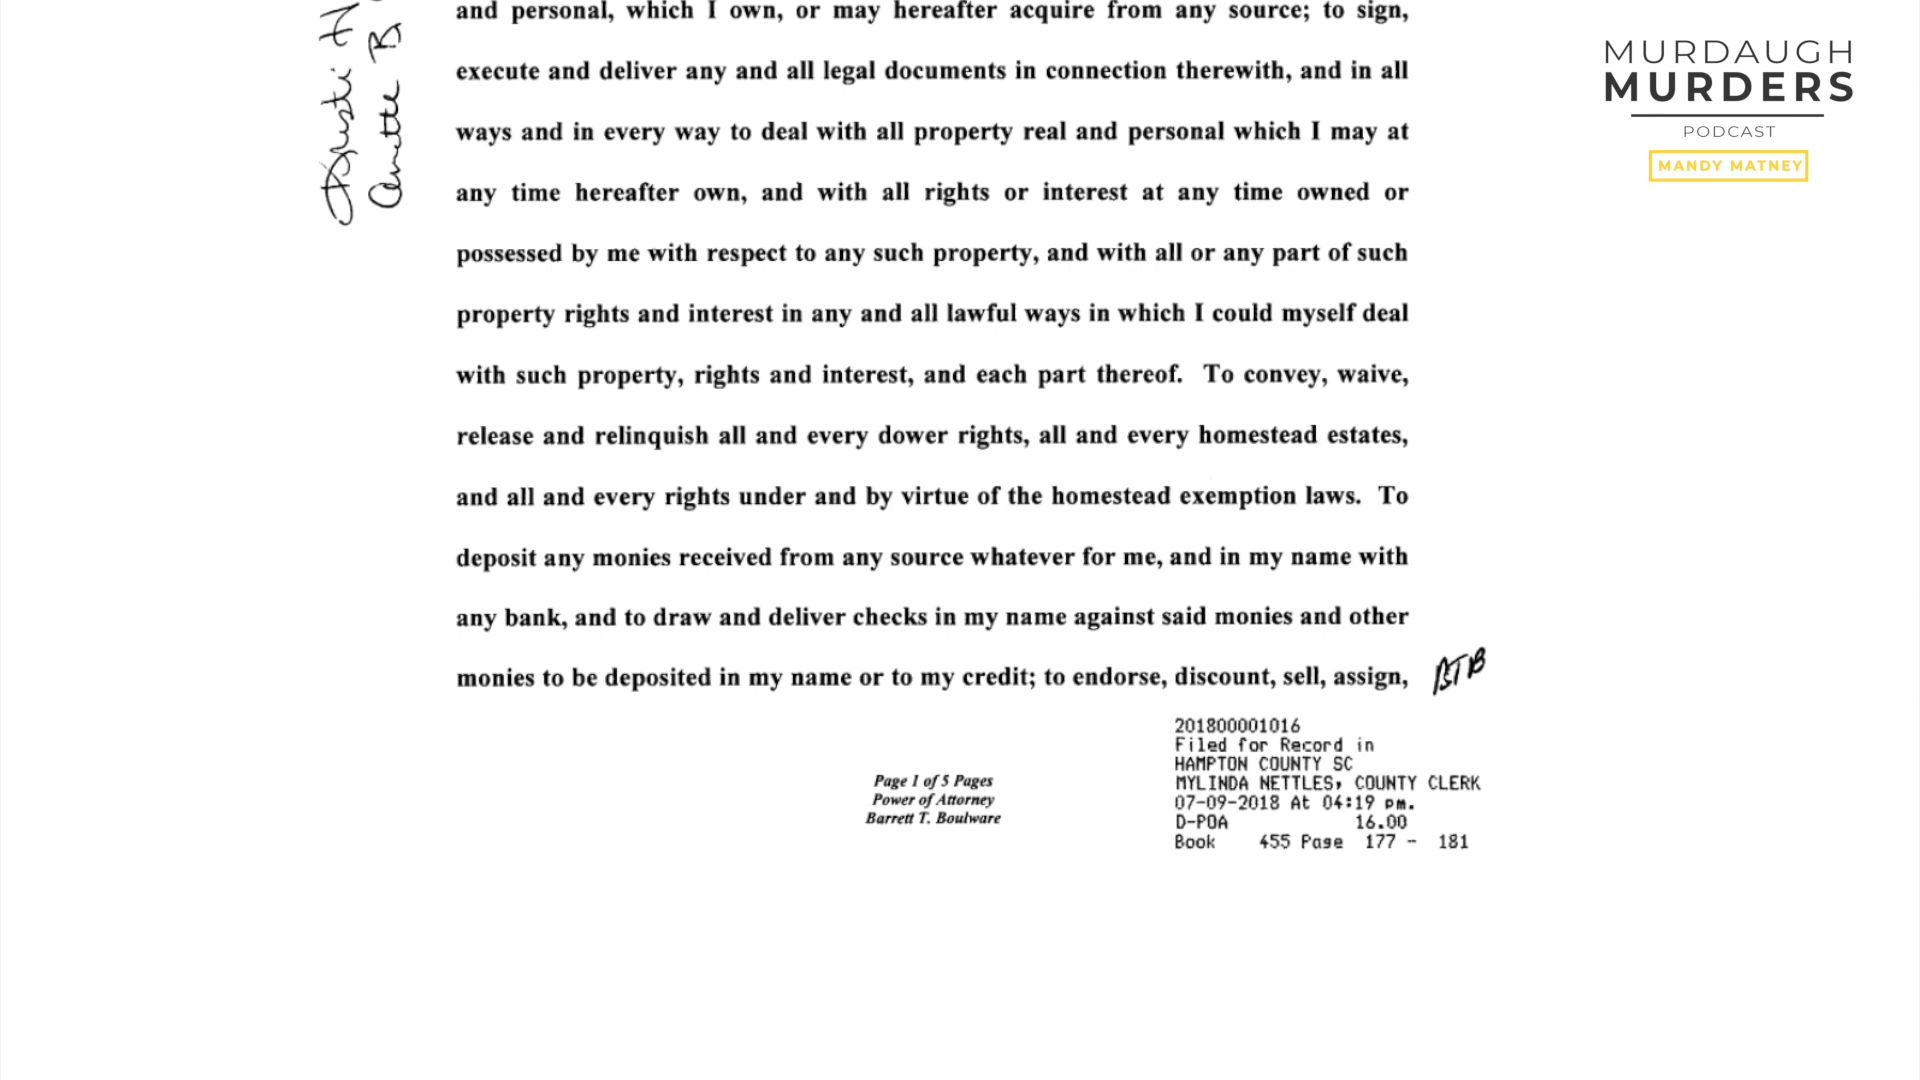 and personal, which I own, or may hereafter acquire from any source; to sign,
execute and deliver any and all legal documents in connection therewith, and in all
ways and in every way to deal with all property real and personal which I may at
any time hereafter own, and with all rights or interest at any time owned or
possessed by me with respect to any such property, and with all or any part of such
property rights and interest in any and all lawful ways in which I could myself deal
with such property, rights and interest, and each part thereof. To convey, waive,
release and relinquish all and every dower rights, all and every homestead estates,
and all and every rights under and by virtue of the homestead exemption laws. To
deposit any monies received from any source whatever for me, and in my name with
any bank, and to draw and deliver checks in my name against said monies and other
monies to be deposited in my name or to my credit; to endorse, discount, sell, assign,
BTB
Page 1 of 5 Pages
Power of Attorney
Barrett T. Boulware
201800001016
Filed for Record in
HAMPTON COUNTY SC
MYLINDA NETTLES, COUNTY CLERK
07-09-2018 At 04:19 pm.
D-POA 16.00
Book 455 Page 177 - 181
MURDAUGH
MURDERS
PODCAST
MANDY MATNEY